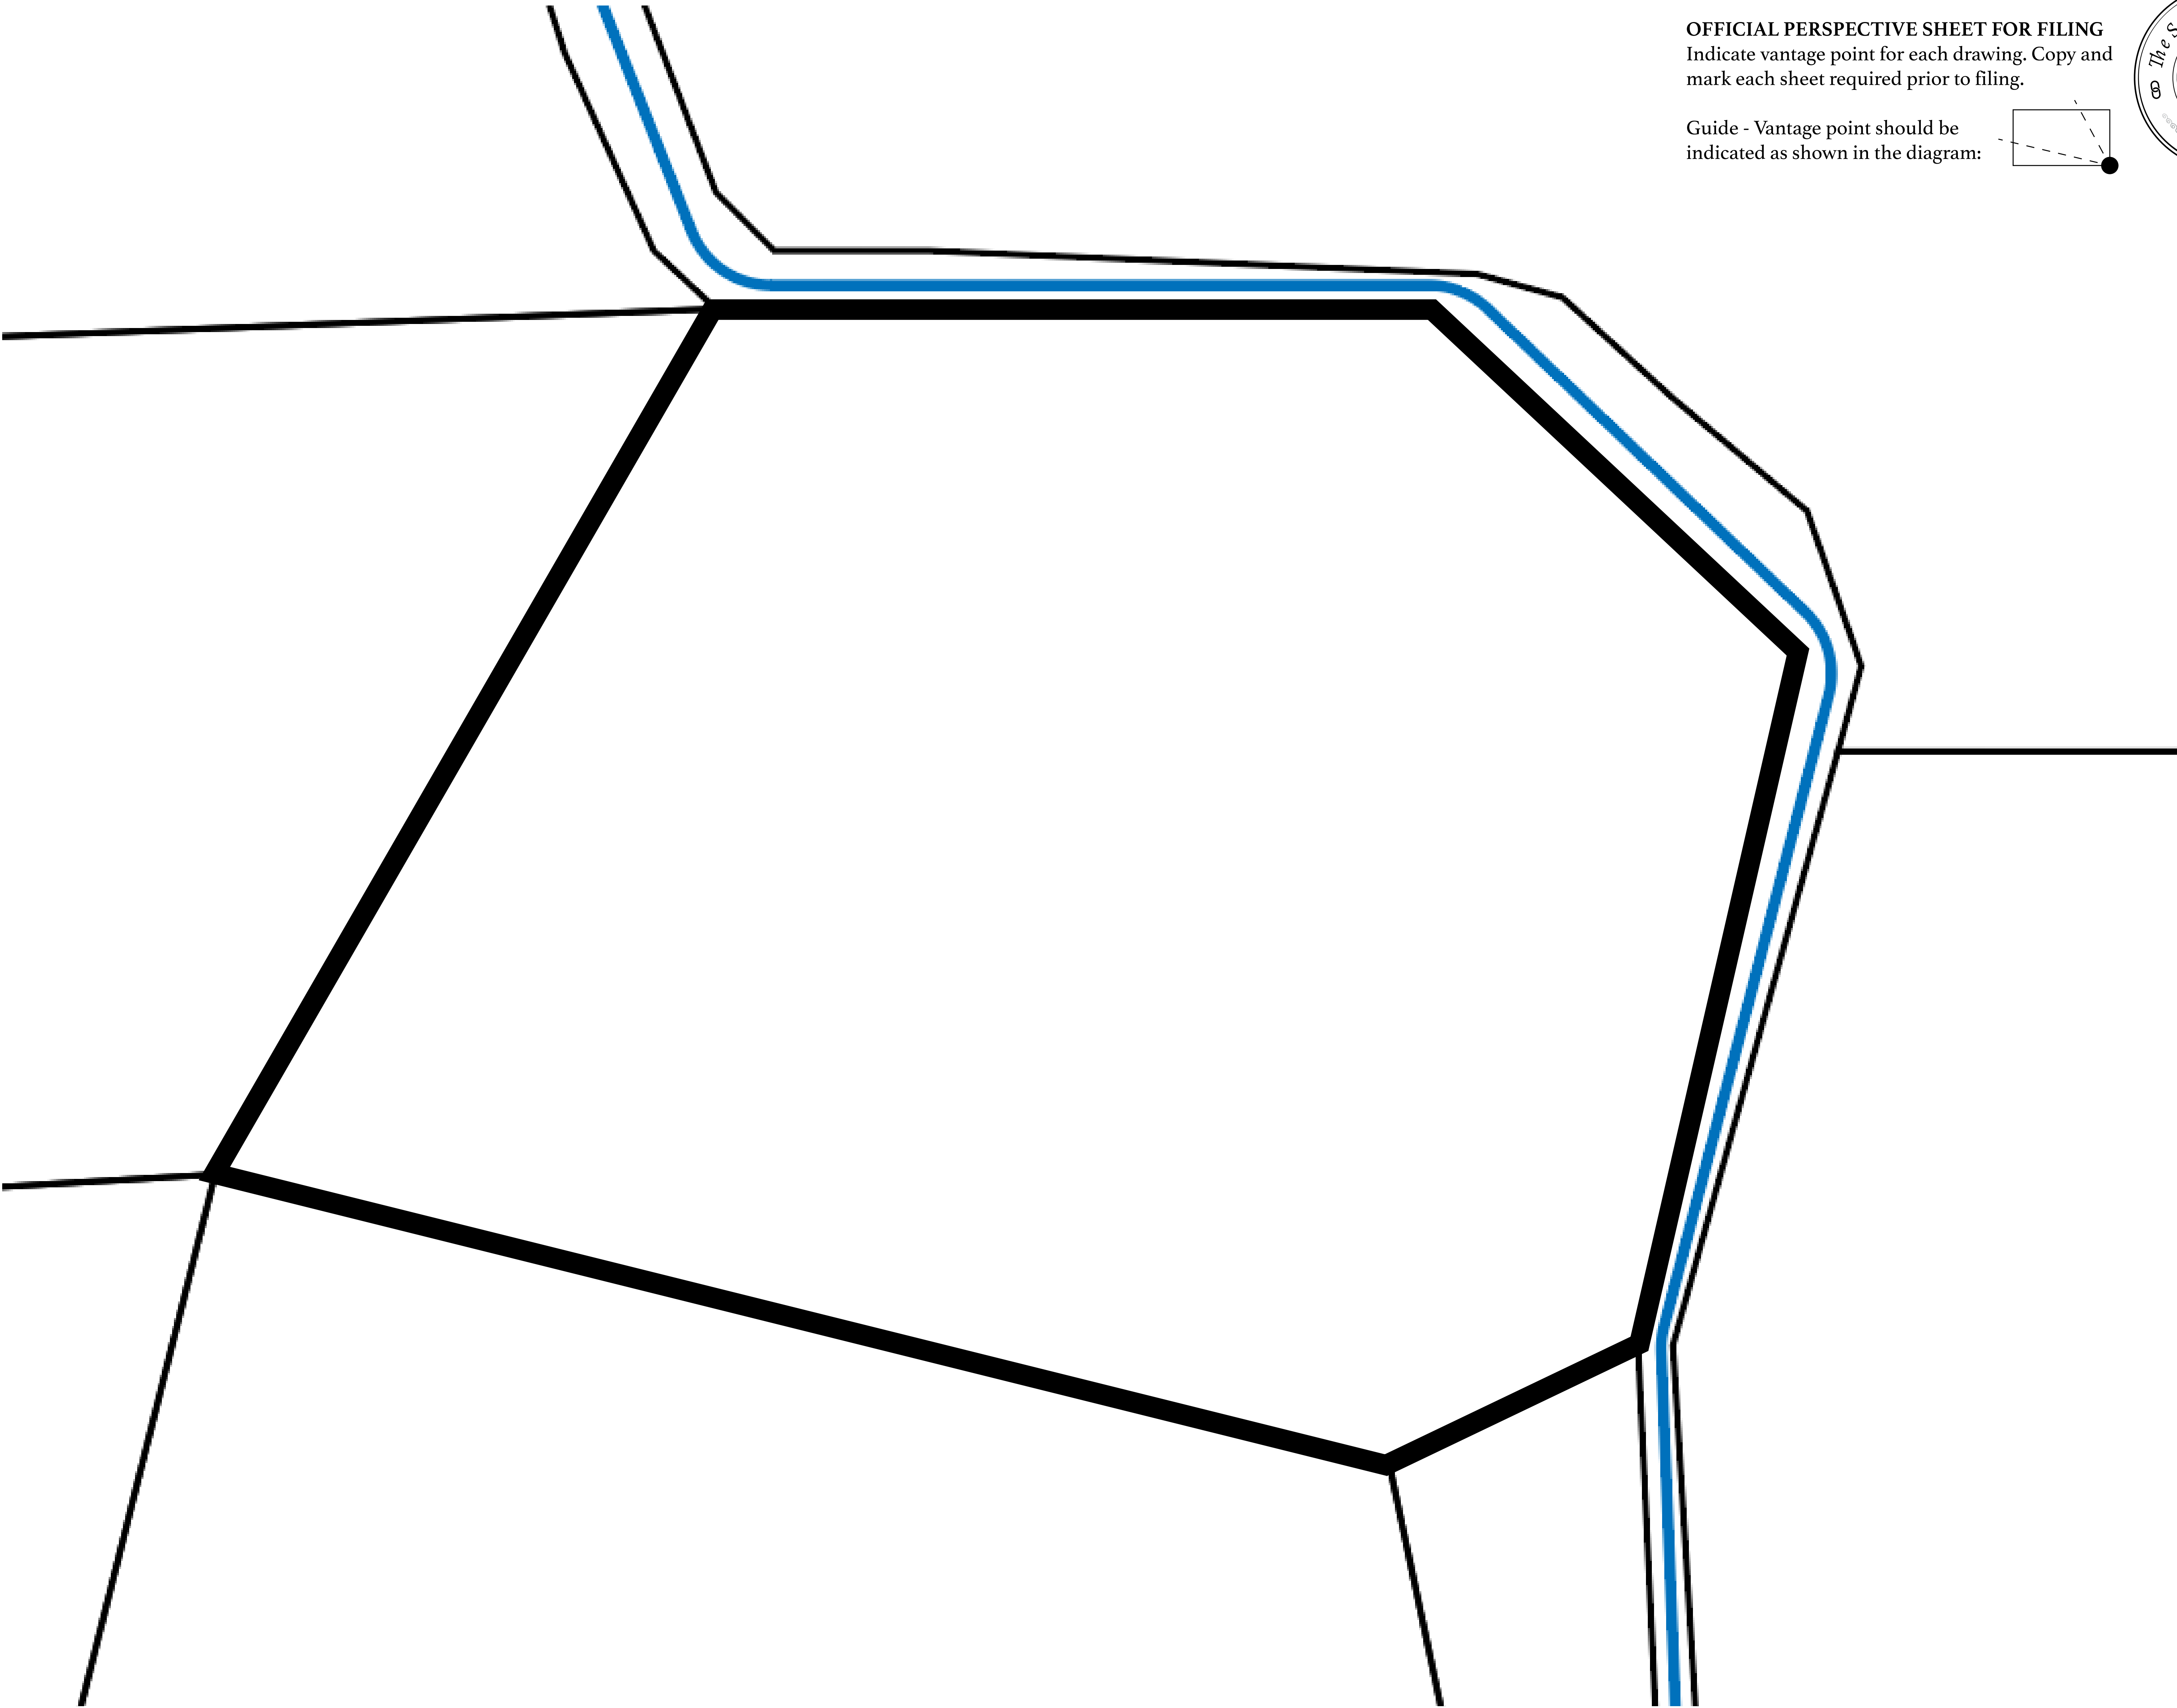 OFFICIAL PERSPECTIVE SHEET FOR FILING
Indicate vantage point for each drawing. Copy and
mark each sheet required prior to filing.
Guide - Vantage point should be
indicated as shown in the diagram:
The